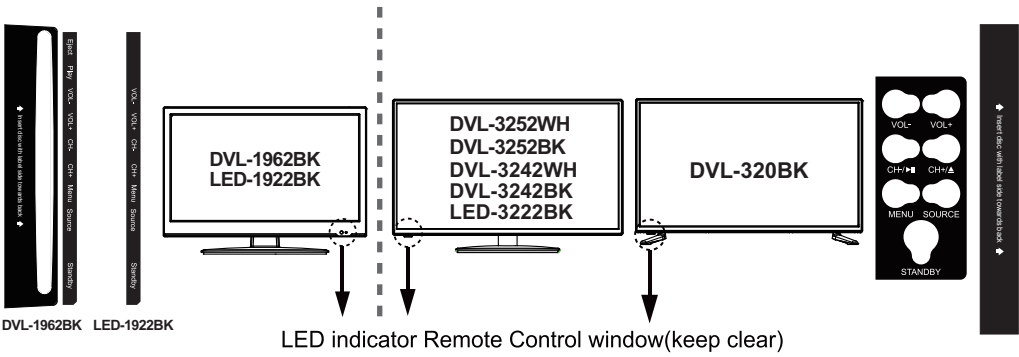 Insert disc with label side towards back
Eject Play VOL- VOL+ CH- CH+ Menu Source Standby
VOL- VOL+ CH- CH+ Menu Source Standby
DVL-1962BK LED-1922BK
DVL-1962BK
LED-1922BK
DVL-3252WH
DVL-3252BK
DVL-3242WH
DVL-3242BK
LED-3222BK
DVL-320BK
VOL- VOL+
CH-/⏯ CH+/⏏
MENU SOURCE
STANDBY
Insert disc with label side towards back
LED indicator Remote Control window(keep clear)